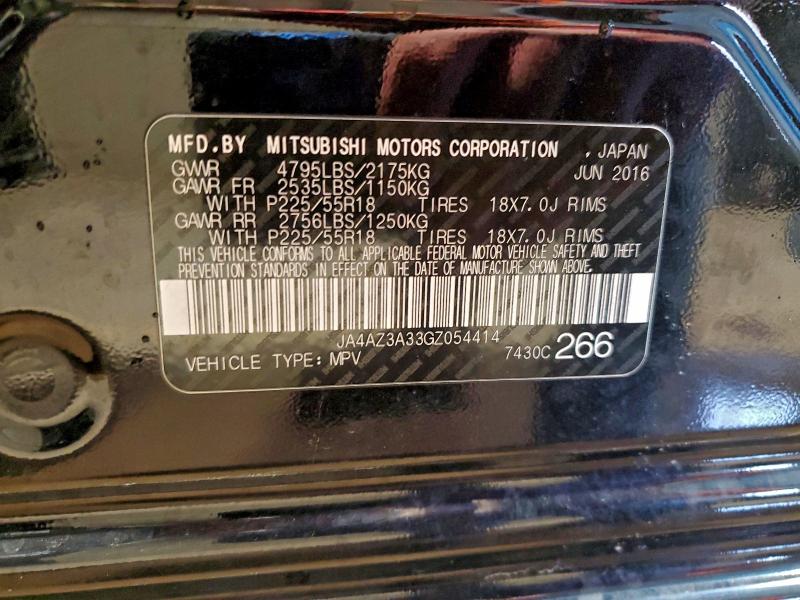 MFD.BY MITSUBISHI MOTORS CORPORATION , JAPAN
GVWR 4795LBS/2175KG JUN 2016
GAWR FR 2535LBS/1150KG
WITH P225/55R18 TIRES 18X7.0J RIMS
GAWR RR 2756LBS/1250KG
WITH P225/55R18 TIRES 18X7.0J RIMS
THIS VEHICLE CONFORMS TO ALL APPLICABLE FEDERAL MOTOR VEHICLE SAFETY AND THEFT
PREVENTION STANDARDS IN EFFECT ON THE DATE OF MANUFACTURE SHOWN ABOVE.
JA4AZ3A33GZ054414
VEHICLE TYPE: MPV 7430C 266